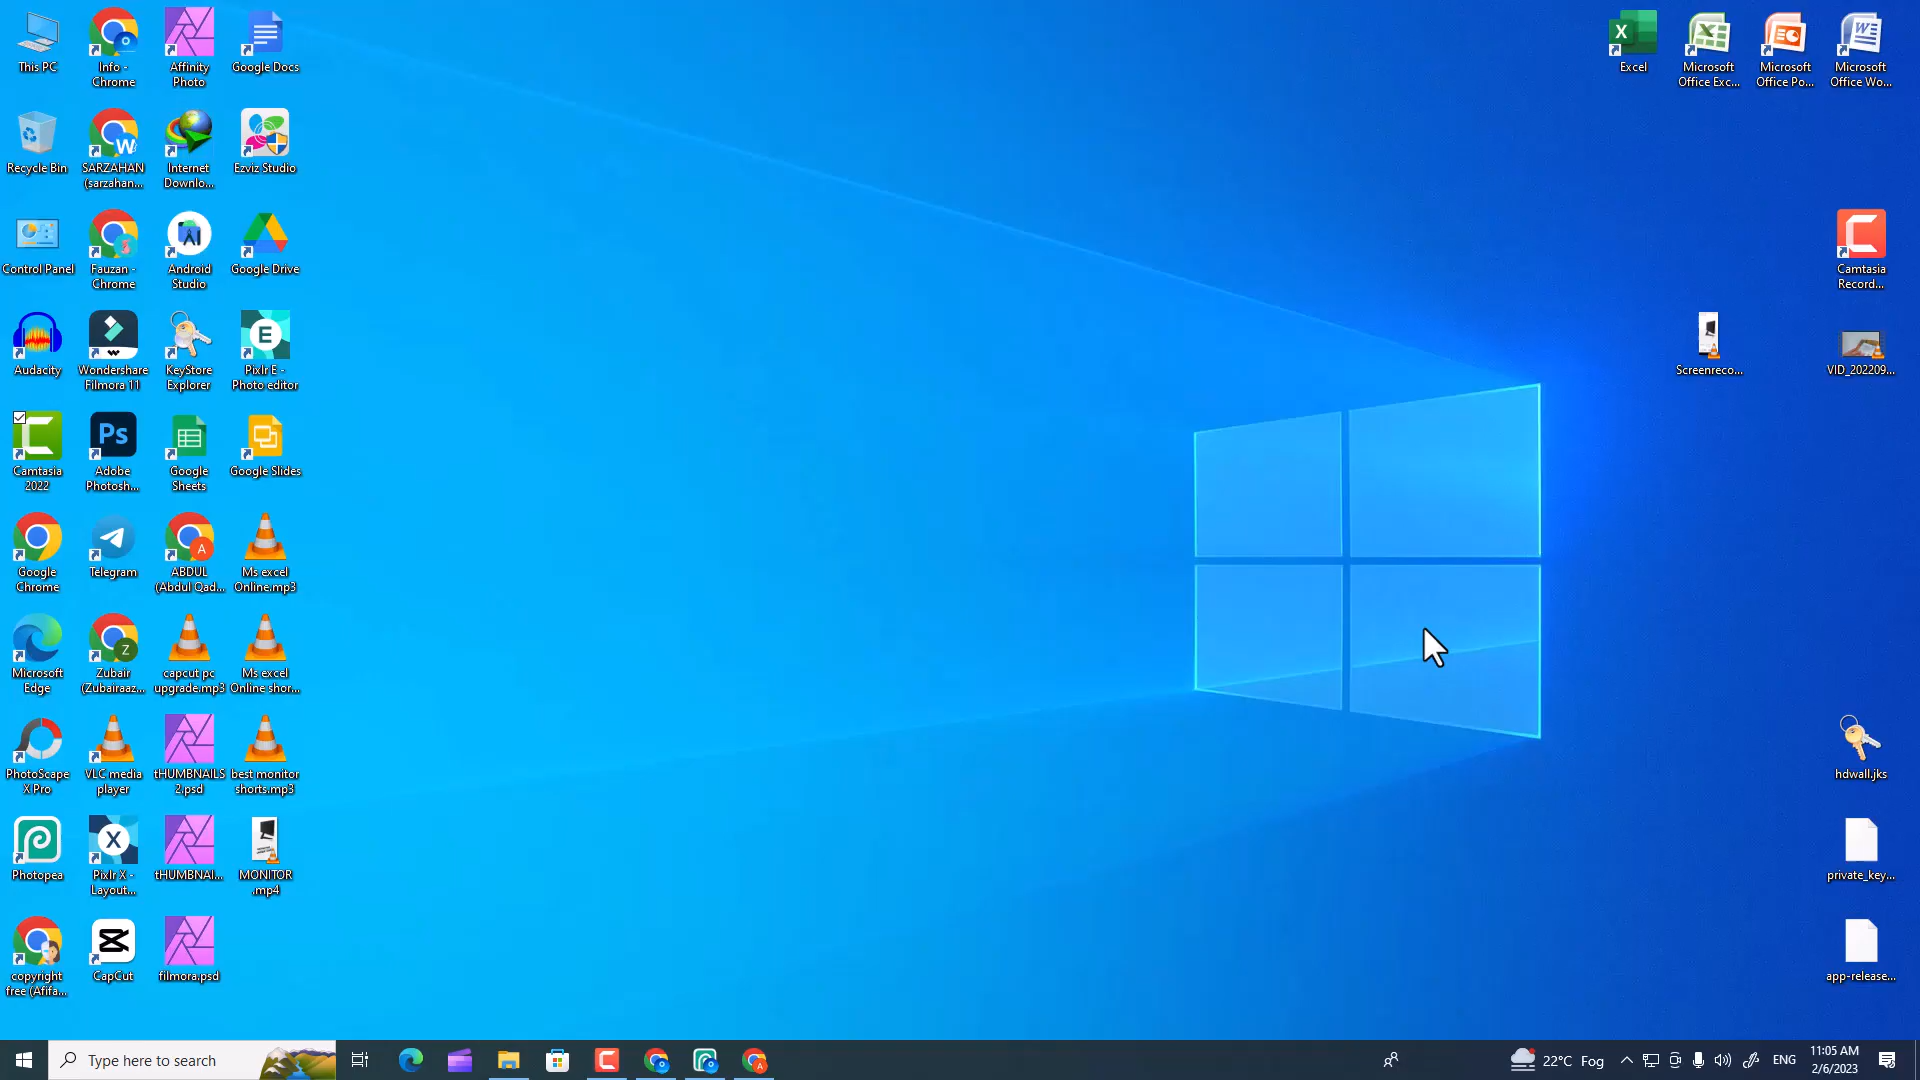 This PC
Info -
Chrome
Affinity
Photo
Google Docs
Excel
Microsoft
Office Exc...
Microsoft
Office Po...
Microsoft
Office Wo...
Recycle Bin
SARZAHAN
(sarzahan...
Internet
Downlo...
Ezviz Studio
Control Panel
Fauzan -
Chrome
Android
Studio
Google Drive
Camtasia
Record...
Audacity
Wondershare
Filmora 11
KeyStore
Explorer
E
Pixlr E -
Photo editor
Screenreco...
VID_202209...
Camtasia
2022
Ps
Adobe
Photosh...
Google
Sheets
Google Slides
Google
Chrome
Telegram
A
ABDUL
(Abdul Qad...
Ms excel
Online.mp3
Microsoft
Edge
Z
Zubair
(Zubairaaz...
capcut pc
upgrade.mp3
Ms excel
Online shor...
PhotoScape
X Pro
VLC media
player
tHUMBNAILS
2.psd
best monitor
shorts.mp3
hdwall.jks
Photopea
X
Pixlr X -
Layout...
tHUMBNAI...
MONITOR
.mp4
private_key...
copyright
free (Afifa...
CapCut
filmora.psd
app-release...
Type here to search
22°C Fog
ENG
11:05 AM
2/6/2023